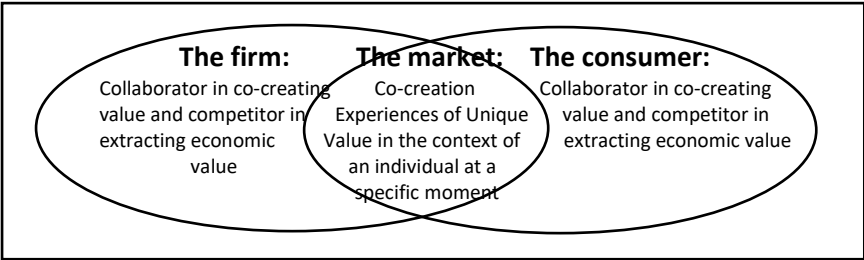 The firm:
Collaborator in co-creating
value and competitor in
extracting economic
value
The market:
Co-creation
Experiences of Unique
Value in the context of
an individual at a
specific moment
The consumer:
Collaborator in co-creating
value and competitor in
extracting economic value